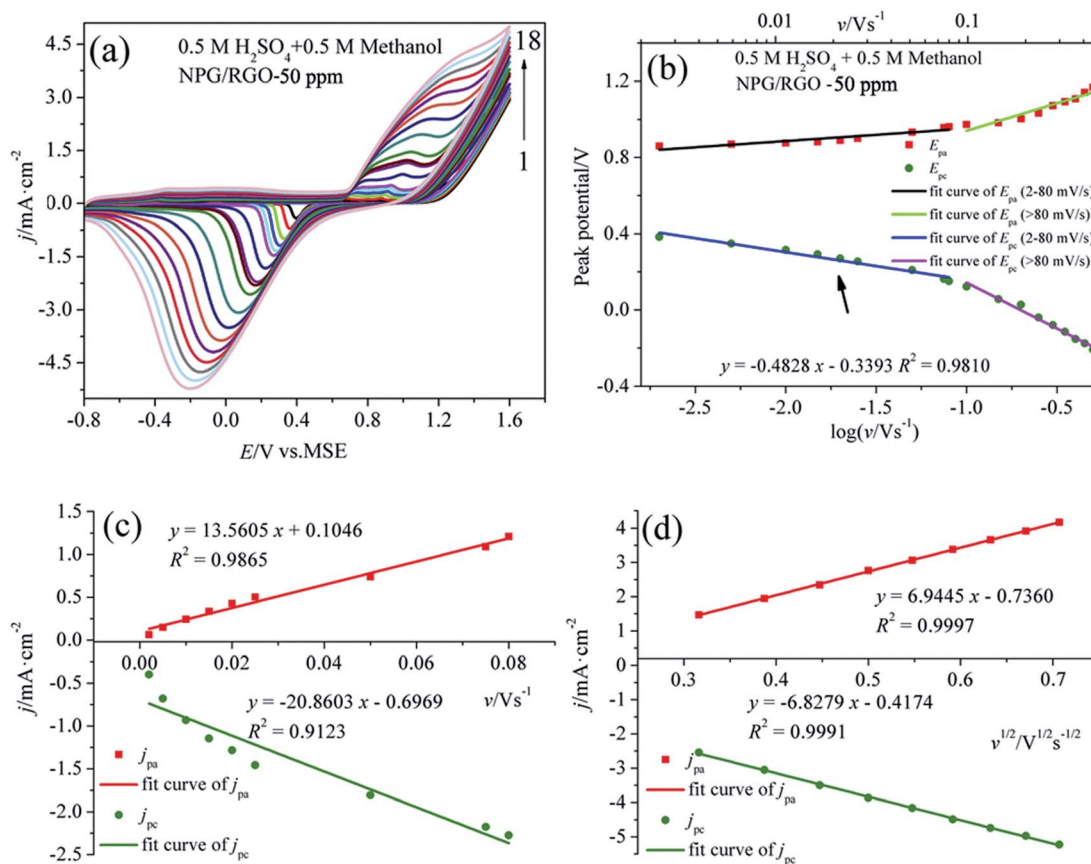 (a)
0.5 M H₂SO₄+0.5 M Methanol
NPG/RGO-50 ppm
18
1
4.5
3.0
1.5
0.0
-1.5
-3.0
-4.5
j/mA·cm⁻²
-0.8 -0.4 0.0 0.4 0.8 1.2 1.6
E/V vs.MSE
v/Vs⁻¹
0.01 0.1
(b)
0.5 M H₂SO₄ + 0.5 M Methanol
NPG/RGO -50 ppm
1.2
0.8
0.4
0.0
-0.4
Peak potential/V
Eₚₐ
Eₚc
fit curve of Eₚₐ (2-80 mV/s)
fit curve of Eₚₐ (>80 mV/s)
fit curve of Eₚc (2-80 mV/s)
fit curve of Eₚc (>80 mV/s)
y = -0.4828 x - 0.3393 R² = 0.9810
-2.5 -2.0 -1.5 -1.0 -0.5
log(v/Vs⁻¹)
(c)
y = 13.5605 x + 0.1046
R² = 0.9865
1.5
1.0
0.5
0.0
0.00 0.02 0.04 0.06 0.08
v/Vs⁻¹
-0.5
-1.0
-1.5
-2.0
-2.5
j/mA·cm⁻²
y = -20.8603 x - 0.6969
R² = 0.9123
jₚₐ
fit curve of jₚₐ
jₚc
fit curve of jₚc
(d)
4
3
2
1
0
-1
-2
-3
-4
-5
j/mA·cm⁻²
y = 6.9445 x - 0.7360
R² = 0.9997
0.3 0.4 0.5 0.6 0.7
y = -6.8279 x - 0.4174
R² = 0.9991
v¹ᐟ²/V¹ᐟ²s⁻¹ᐟ²
jₚₐ
fit curve of jₚₐ
jₚc
fit curve of jₚc